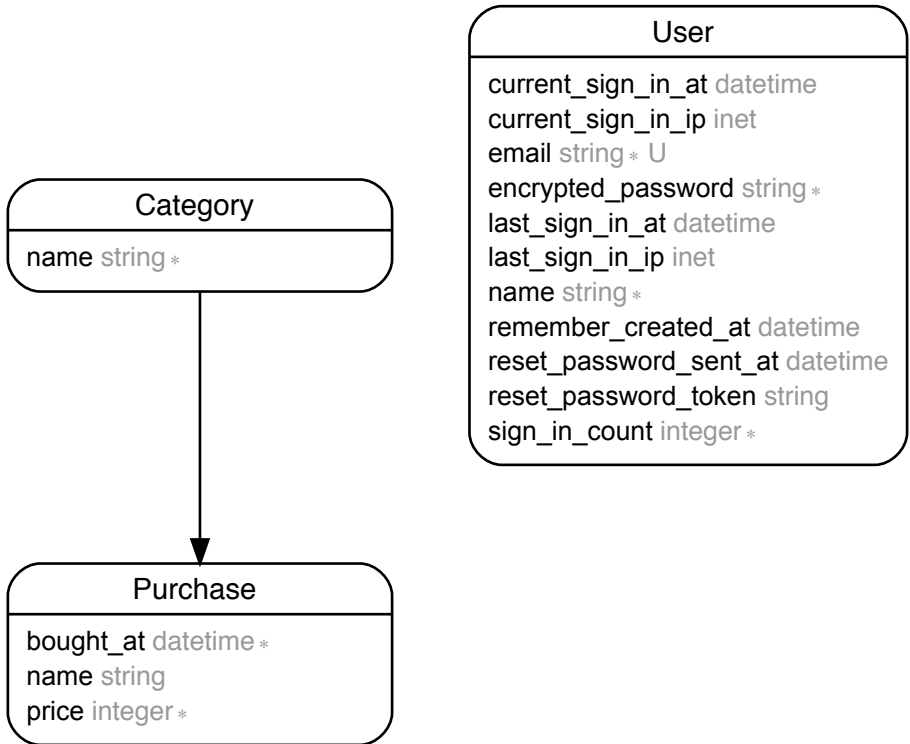 User
current_sign_in_at datetime
current_sign_in_ip inet
email string * U
encrypted_password string *
last_sign_in_at datetime
last_sign_in_ip inet
name string *
remember_created_at datetime
reset_password_sent_at datetime
reset_password_token string
sign_in_count integer *
Category
name string *
Purchase
bought_at datetime *
name string
price integer *